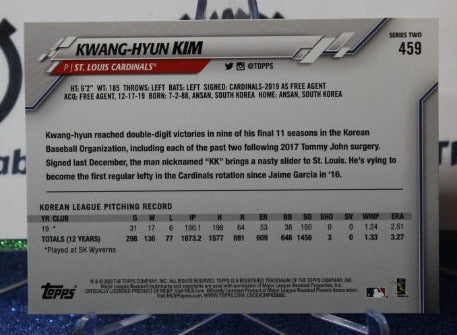 SERIES TWO
KWANG-HYUN KIM
459
P | ST. LOUIS CARDINALS®
@TOPPS
HT: 6'2" WT: 185 THROWS: LEFT BATS: LEFT SIGNED: CARDINALS-2019 AS FREE AGENT
ACQ: FREE AGENT, 12-17-19 BORN: 7-2-88, ANSAN, SOUTH KOREA HOME: ANSAN, SOUTH KOREA
Kwang-hyun reached double-digit victories in nine of his final 11 seasons in the Korean
Baseball Organization, including each of the past two following 2017 Tommy John surgery.
Signed last December, the man nicknamed "KK" brings a nasty slider to St. Louis. He's vying to
become the first regular lefty in the Cardinals rotation since Jaime Garcia in '16.
KOREAN LEAGUE PITCHING RECORD
YR CLUB G W L IP H R ER BB SO SHO SV WHIP ERA
19 * 31 17 6 190.1 198 64 53 38 180 0 0 1.24 2.51
TOTALS (12 YEARS) 298 136 77 1673.2 1577 691 609 646 1456 3 0 1.33 3.27
*Played at SK Wyverns
topps